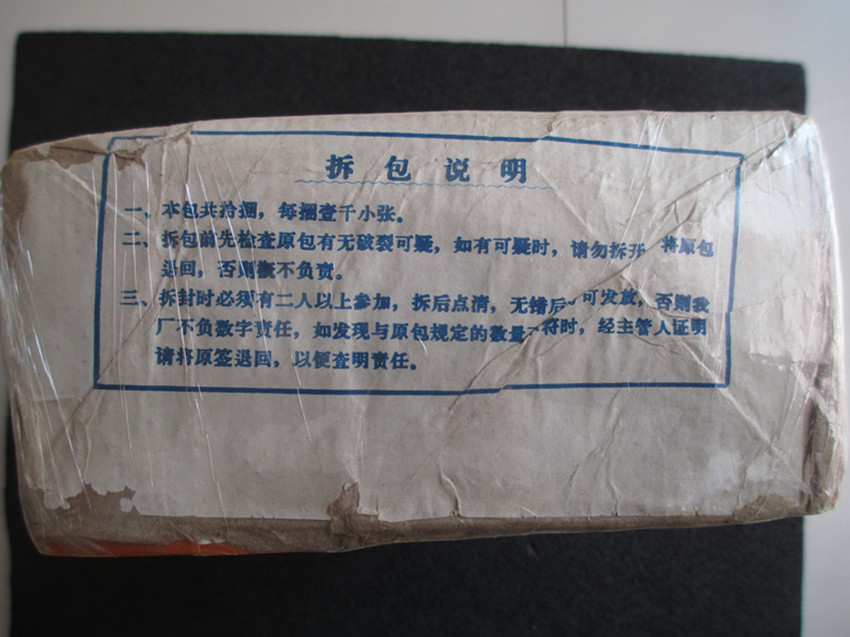 拆包说明
一、本包共拾捆，每捆壹千小张。
二、拆包前先检查原包有无破裂可疑，如有可疑时，请勿拆开 将原包
退回，否则概不负责。
三、拆封时必须有二人以上参加，拆后点清，无错后 可发放，否则我
厂不负数字责任，如发现与原包规定的数量 符时，经主管人证明
请将原签退回，以便查明责任。